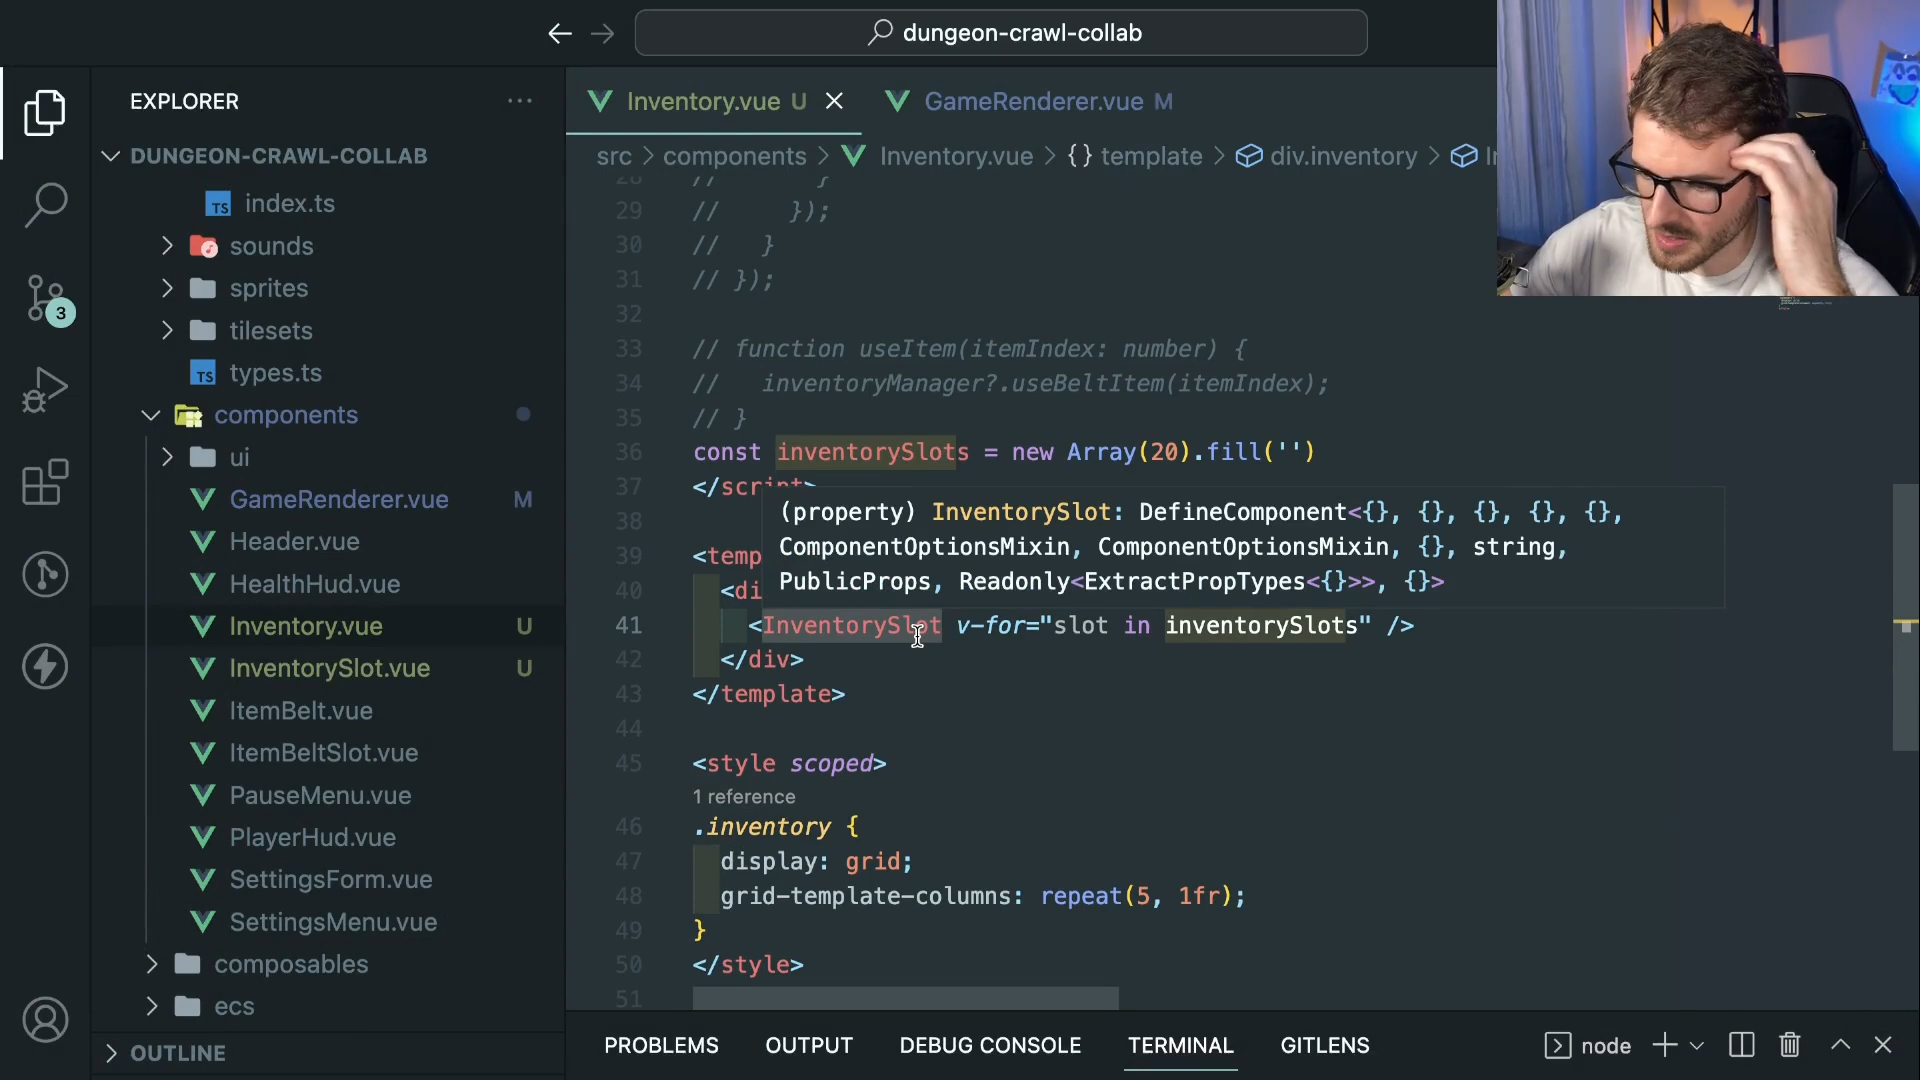 dungeon-crawl-collab
EXPLORER
DUNGEON-CRAWL-COLLAB
TS index.ts
sounds
sprites
tilesets
TS types.ts
components
ui
GameRenderer.vue M
Header.vue
HealthHud.vue
Inventory.vue U
InventorySlot.vue U
ItemBelt.vue
ItemBeltSlot.vue
PauseMenu.vue
PlayerHud.vue
SettingsForm.vue
SettingsMenu.vue
composables
ecs
OUTLINE
3
Inventory.vue U
GameRenderer.vue M
src > components > Inventory.vue > {} template > div.inventory >
28 // }
29 // });
30 // }
31 // });
32
33 // function useItem(itemIndex: number) {
34 // inventoryManager?.useBeltItem(itemIndex);
35 // }
36 const inventorySlots = new Array(20).fill('')
37 </script>
(property) InventorySlot: DefineComponent<{}, {}, {}, {}, {},
38
ComponentOptionsMixin, ComponentOptionsMixin, {}, string,
39 <temp
PublicProps, Readonly<ExtractPropTypes<{}>>, {}>
40 <di
41 <InventorySlot v-for="slot in inventorySlots" />
42 </div>
43 </template>
44
45 <style scoped>
1 reference
46 .inventory {
47 display: grid;
48 grid-template-columns: repeat(5, 1fr);
49 }
50 </style>
51
PROBLEMS OUTPUT DEBUG CONSOLE TERMINAL GITLENS
node